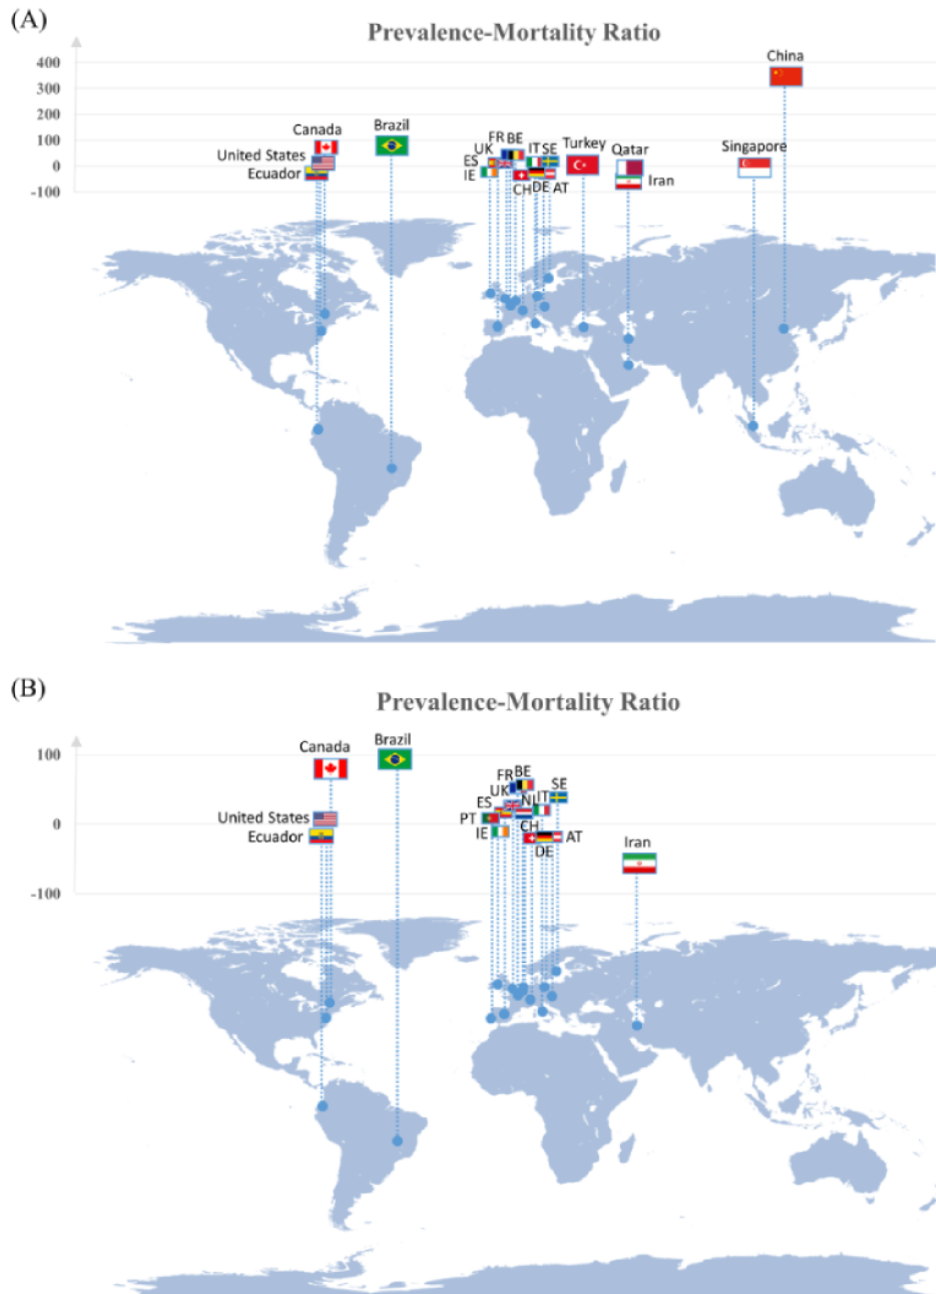 (A)
Prevalence-Mortality Ratio
400
300
200
100
0
-100
China
Canada
Brazil
United States
Ecuador
FR BE
UK
ES
IE
IT SE
CH DE AT
Turkey
Qatar
Iran
Singapore
(B)
Prevalence-Mortality Ratio
100
0
-100
Canada
Brazil
United States
Ecuador
FR BE
UK
ES
PT
IE
NL IT
SE
CH
DE
AT
Iran